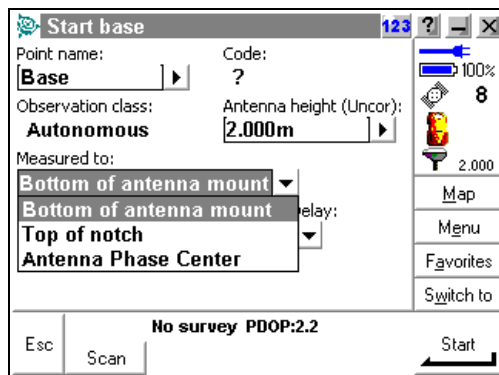 Start base
123 ?
Point name:
Base
Code:
?
100%
8
Observation class:
Autonomous
Antenna height (Uncor):
2.000m
2.000
Measured to:
Bottom of antenna mount
Bottom of antenna mount
Top of notch
Antenna Phase Center
elay:
Map
Menu
Favorites
Switch to
Esc
Scan
No survey PDOP:2.2
Start